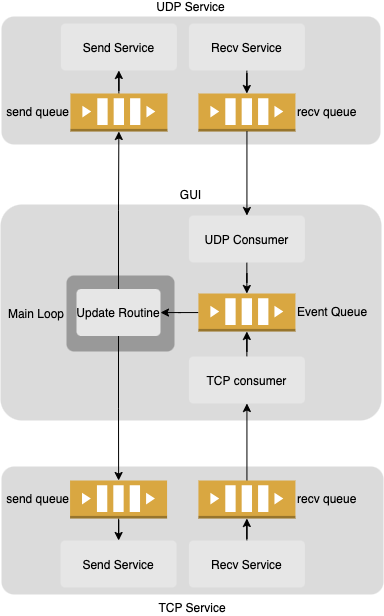 UDP Service
Send Service
Recv Service
send queue
recv queue
GUI
UDP Consumer
Main Loop
Update Routine
Event Queue
TCP consumer
send queue
recv queue
Send Service
Recv Service
TCP Service